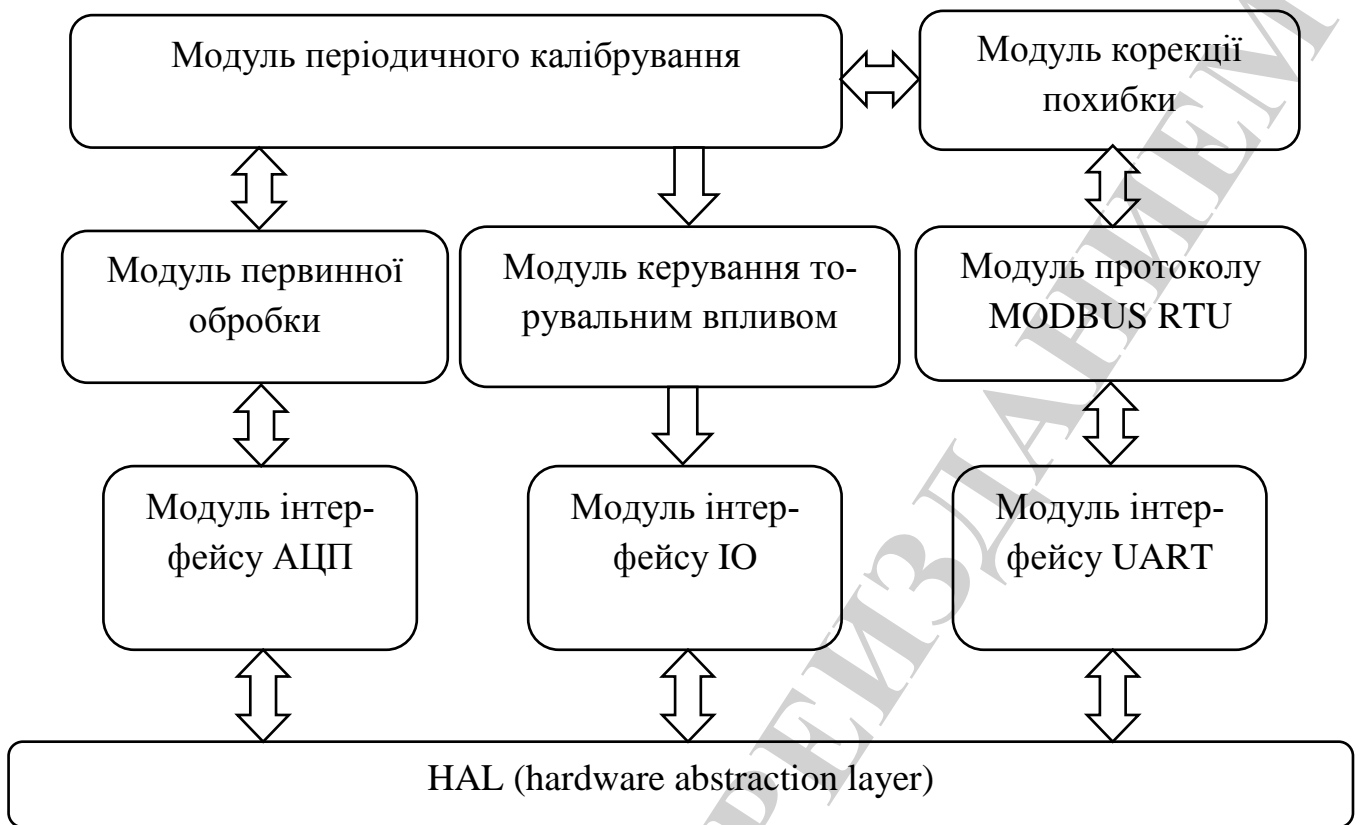 Модуль періодичного калібрування
Модуль корекції
похибки
Модуль первинної
обробки
Модуль керування то-
рувальним впливом
Модуль протоколу
MODBUS RTU
Модуль інтер-
фейсу АЦП
Модуль інтер-
фейсу IO
Модуль інтер-
фейсу UART
HAL (hardware abstraction layer)
РЕИЗДАНИЕМ